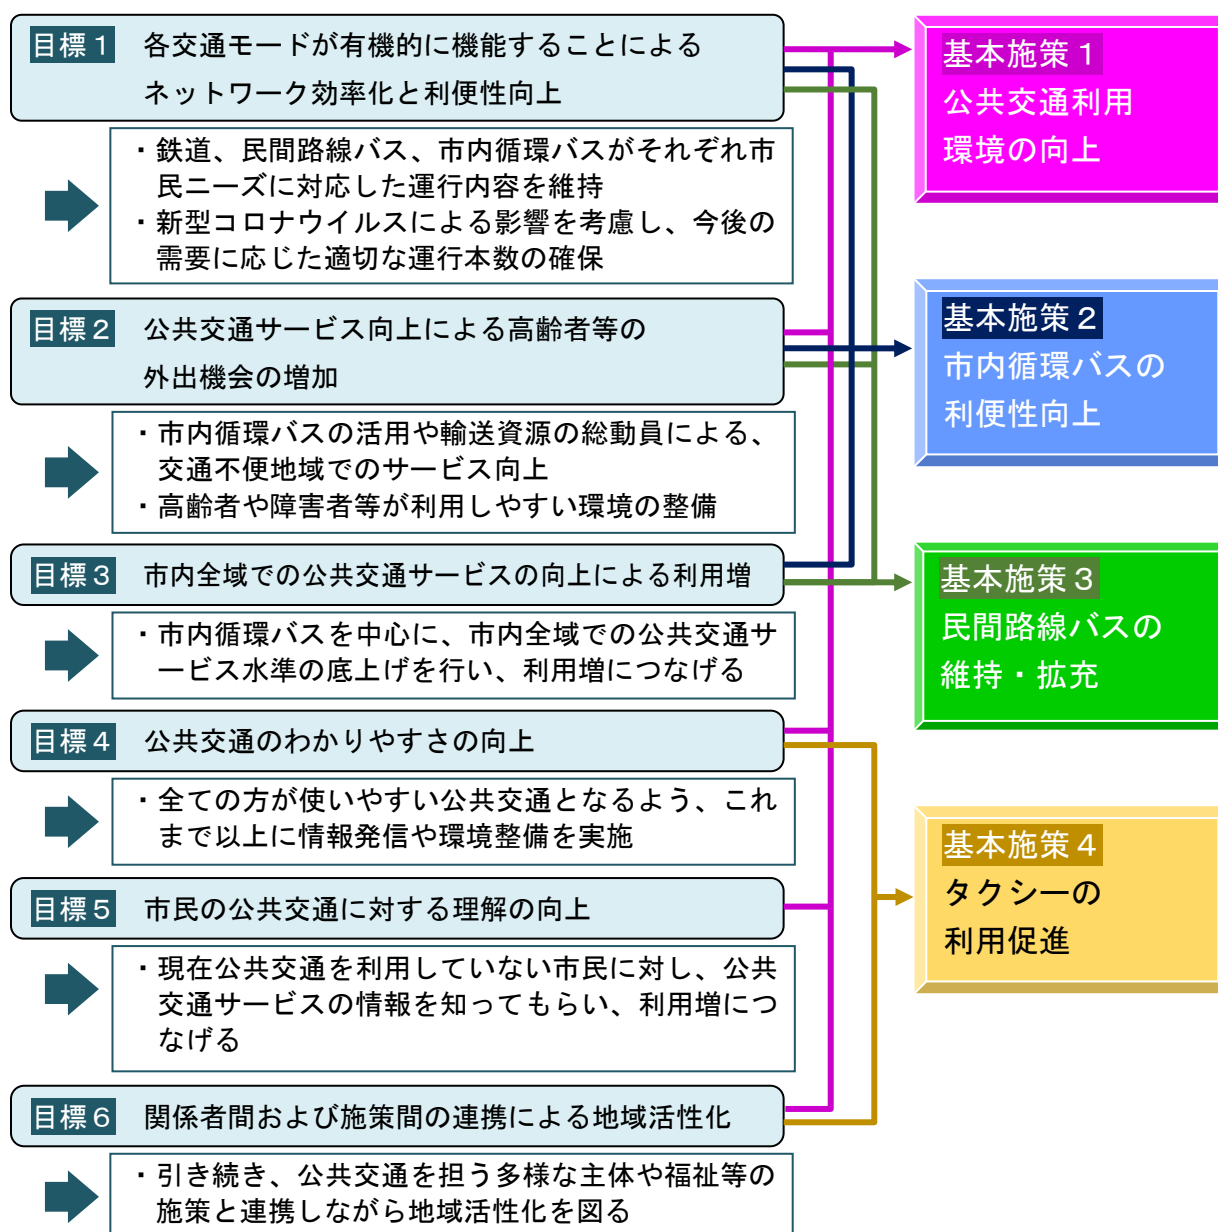 目標１ 各交通モードが有機的に機能することによる
ネットワーク効率化と利便性向上
・鉄道、民間路線バス、市内循環バスがそれぞれ市
民ニーズに対応した運行内容を維持
・新型コロナウイルスによる影響を考慮し、今後の
需要に応じた適切な運行本数の確保
目標２ 公共交通サービス向上による高齢者等の
外出機会の増加
・市内循環バスの活用や輸送資源の総動員による、
交通不便地域でのサービス向上
・高齢者や障害者等が利用しやすい環境の整備
目標３ 市内全域での公共交通サービスの向上による利用増
・市内循環バスを中心に、市内全域での公共交通サ
ービス水準の底上げを行い、利用増につなげる
目標４ 公共交通のわかりやすさの向上
・全ての方が使いやすい公共交通となるよう、これ
まで以上に情報発信や環境整備を実施
目標５ 市民の公共交通に対する理解の向上
・現在公共交通を利用していない市民に対し、公共
交通サービスの情報を知ってもらい、利用増につ
なげる
目標６ 関係者間および施策間の連携による地域活性化
・引き続き、公共交通を担う多様な主体や福祉等の
施策と連携しながら地域活性化を図る
基本施策１
公共交通利用
環境の向上
基本施策２
市内循環バスの
利便性向上
基本施策３
民間路線バスの
維持・拡充
基本施策４
タクシーの
利用促進